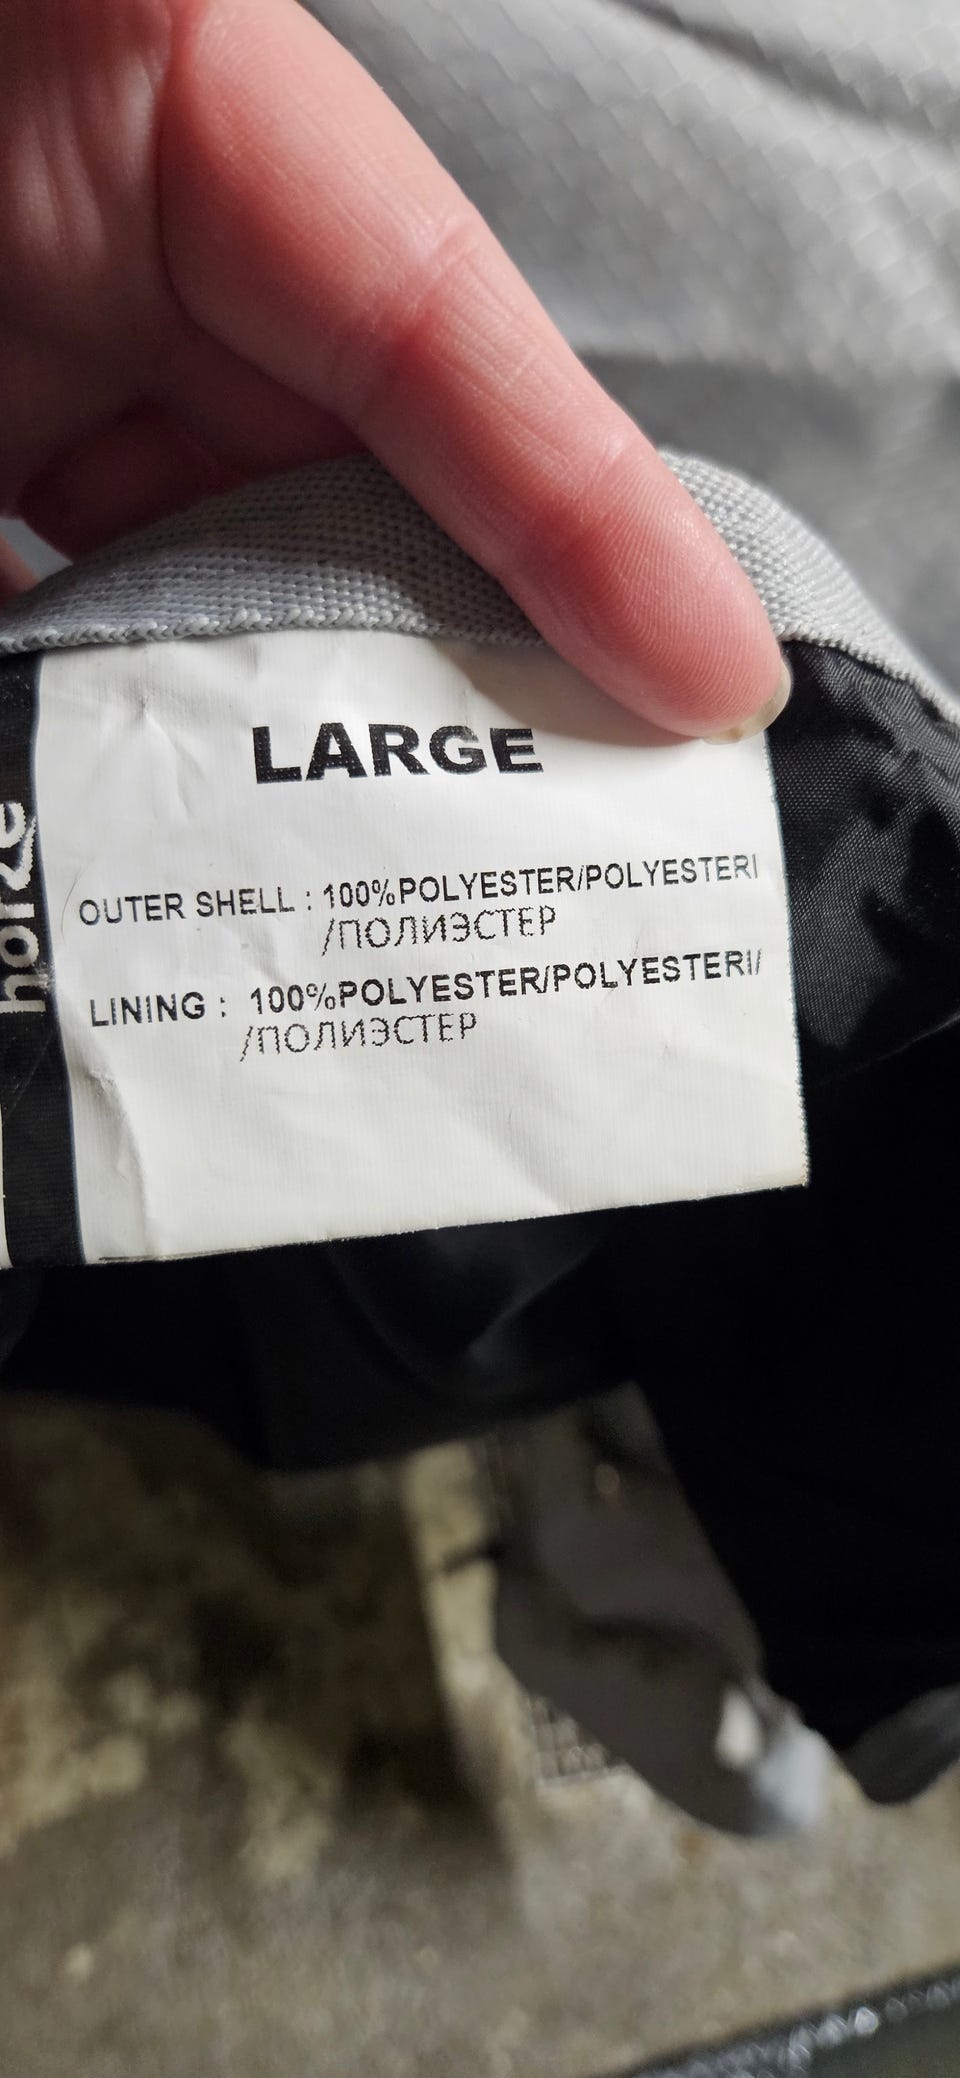 horze
LARGE
OUTER SHELL : 100%POLYESTER/POLYESTERI
/ПОЛИЭСТЕР
LINING : 100%POLYESTER/POLYESTERI/
/ПОЛИЭСТЕР